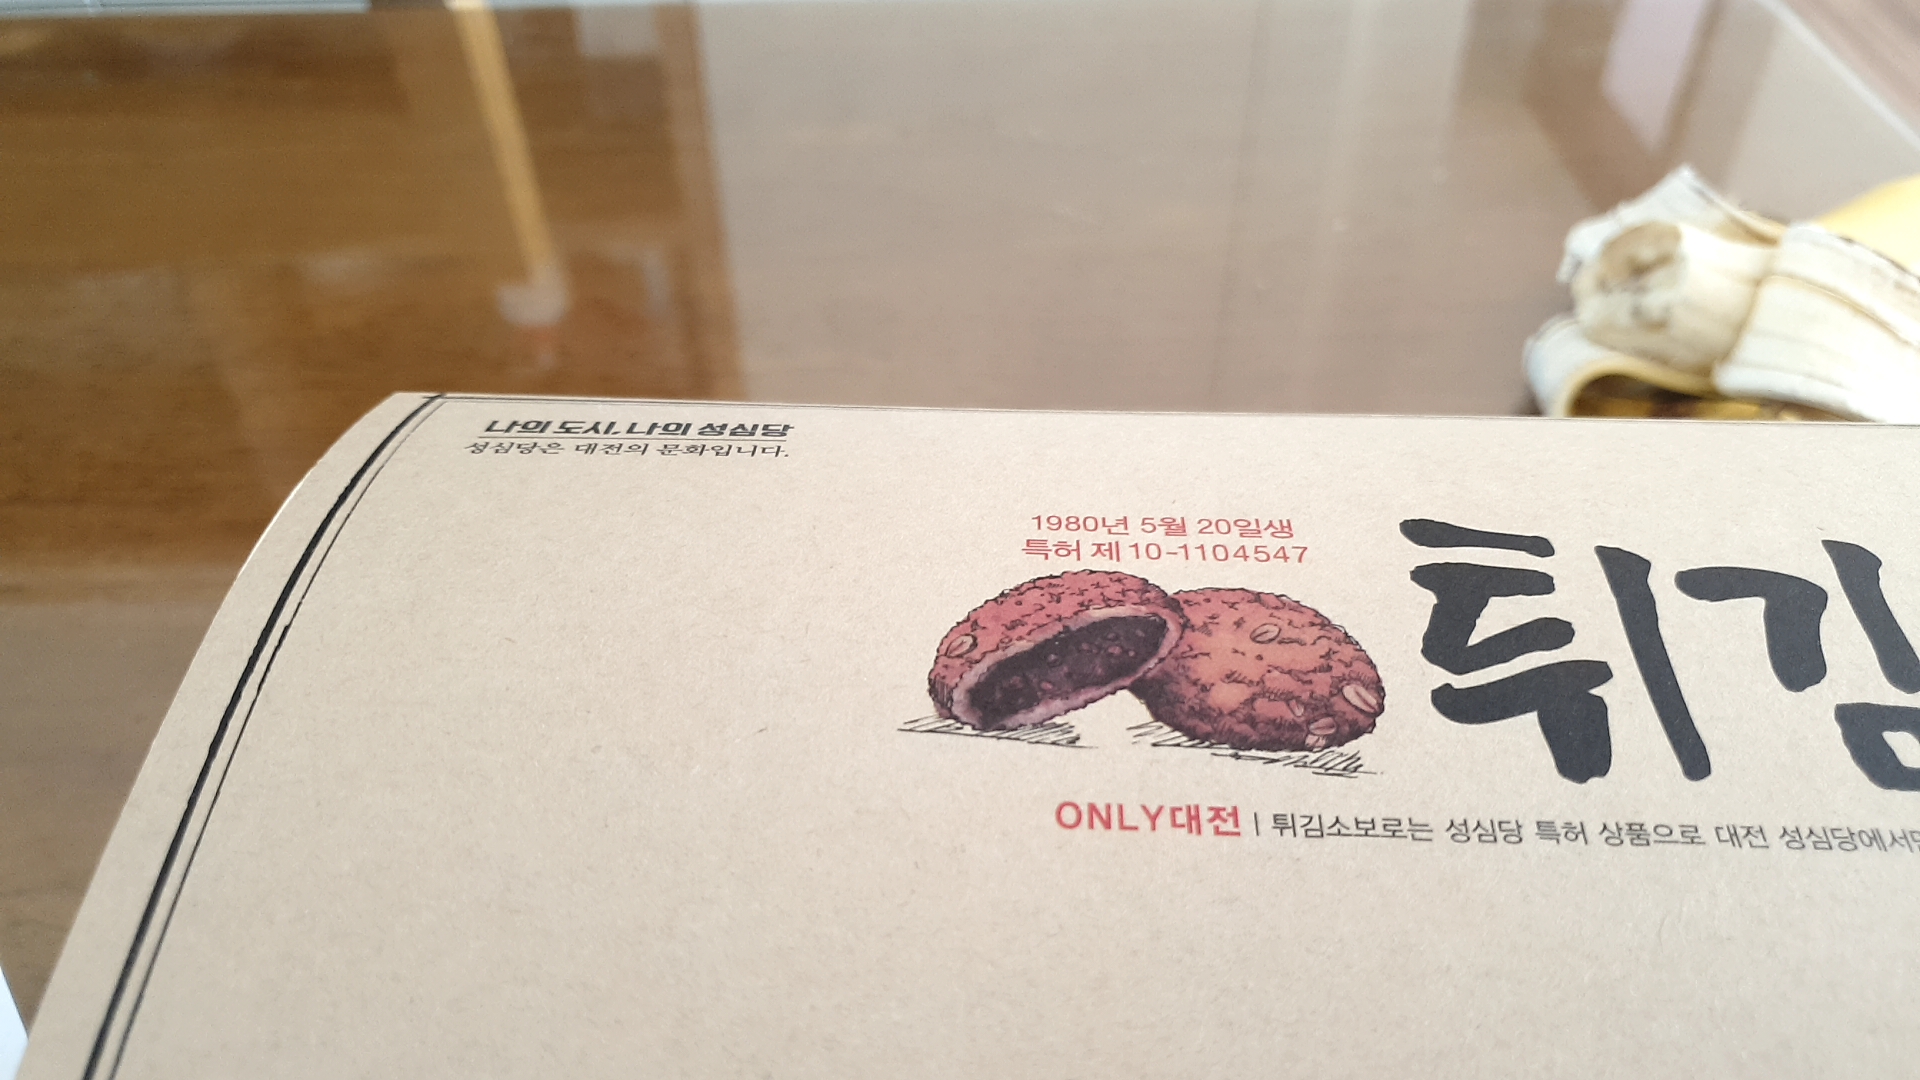 나의 도시, 나의 성심당
성심당은 대전의 문화입니다.
1980년 5월 20일생
특허 제10-1104547
튀김
ONLY대전 | 튀김소보로는 성심당 특허 상품으로 대전 성심당에서만